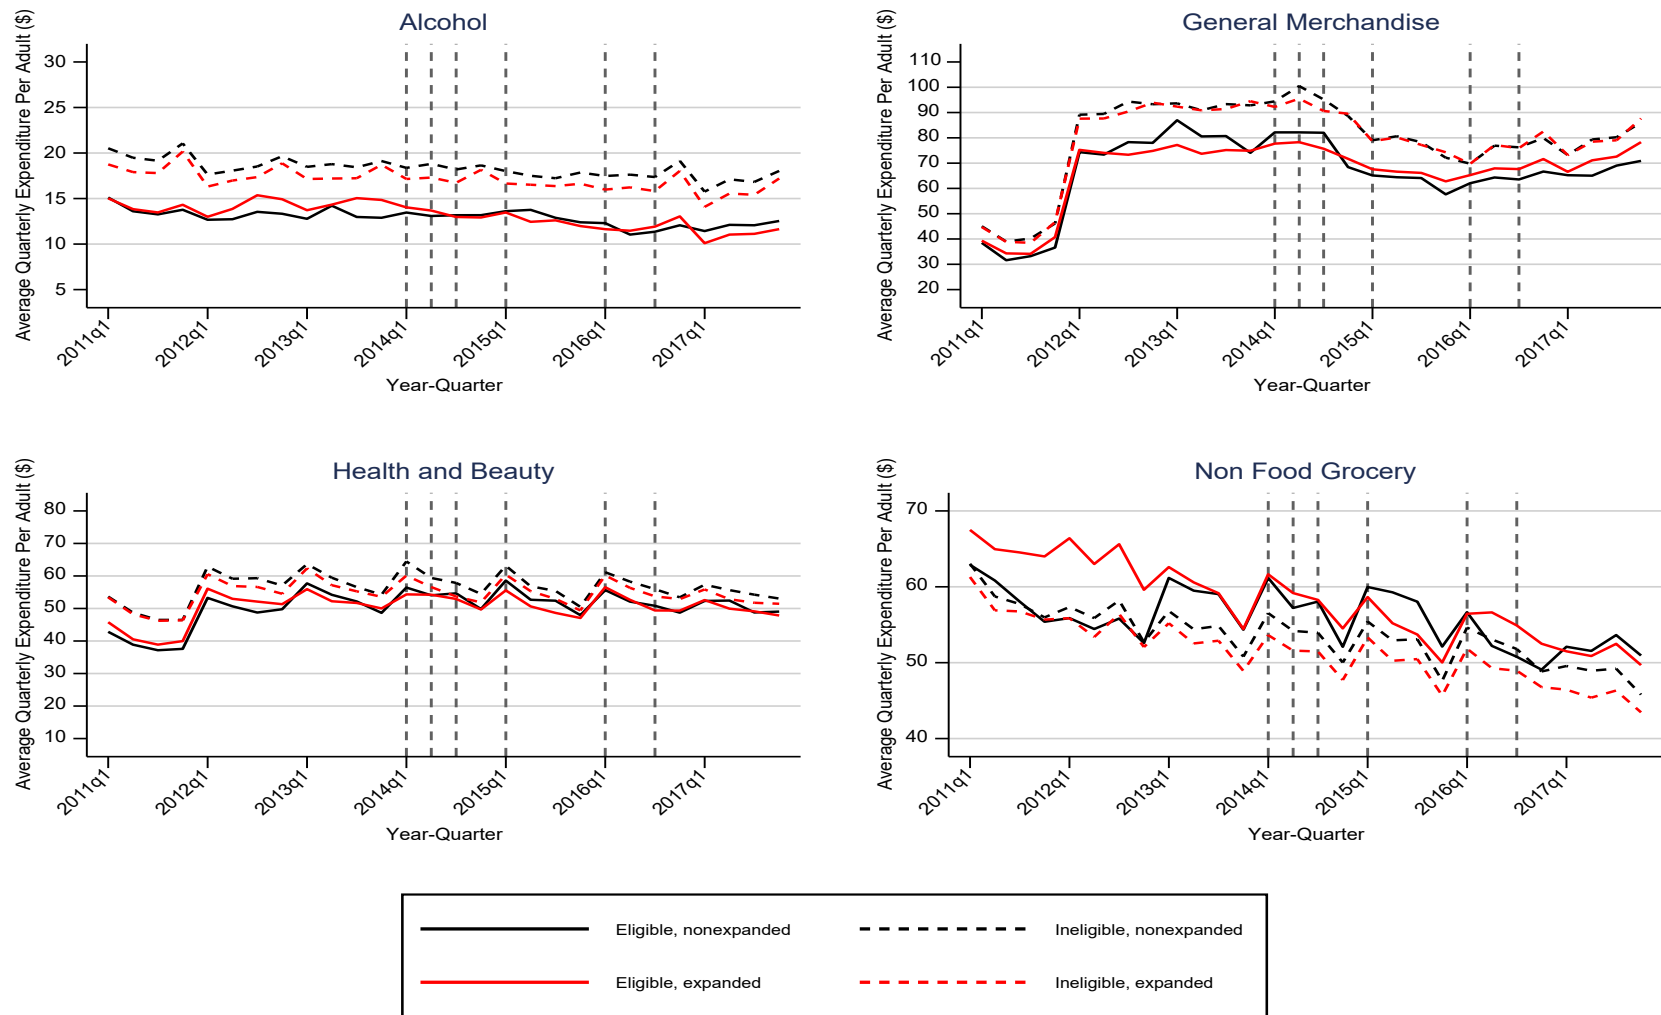 Alcohol
Average Quarterly Expenditure Per Adult ($)
30
25
20
15
10
5
2011q1
2012q1
2013q1
2014q1
2015q1
2016q1
2017q1
Year-Quarter
General Merchandise
Average Quarterly Expenditure Per Adult ($)
110
100
90
80
70
60
50
40
30
20
2011q1
2012q1
2013q1
2014q1
2015q1
2016q1
2017q1
Year-Quarter
Health and Beauty
Average Quarterly Expenditure Per Adult ($)
80
70
60
50
40
30
20
10
2011q1
2012q1
2013q1
2014q1
2015q1
2016q1
2017q1
Year-Quarter
Non Food Grocery
Average Quarterly Expenditure Per Adult ($)
70
60
50
40
2011q1
2012q1
2013q1
2014q1
2015q1
2016q1
2017q1
Year-Quarter
Eligible, nonexpanded
Ineligible, nonexpanded
Eligible, expanded
Ineligible, expanded